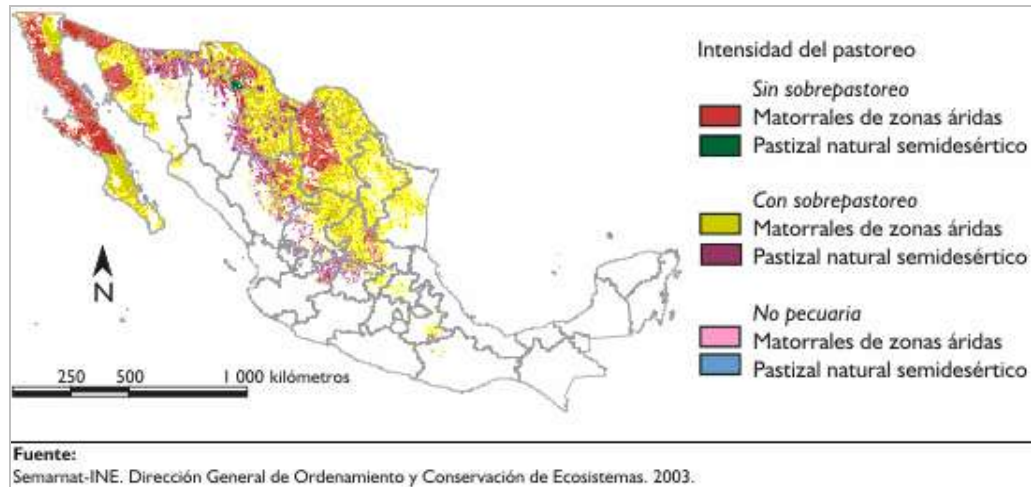 Intensidad del pastoreo
Sin sobrepastoreo
Matorrales de zonas áridas
Pastizal natural semidesértico
Con sobrepastoreo
Matorrales de zonas áridas
Pastizal natural semidesértico
No pecuaria
Matorrales de zonas áridas
Pastizal natural semidesértico
N
250 500 1 000 kilómetros
Fuente:
Semarnat-INE. Dirección General de Ordenamiento y Conservación de Ecosistemas. 2003.